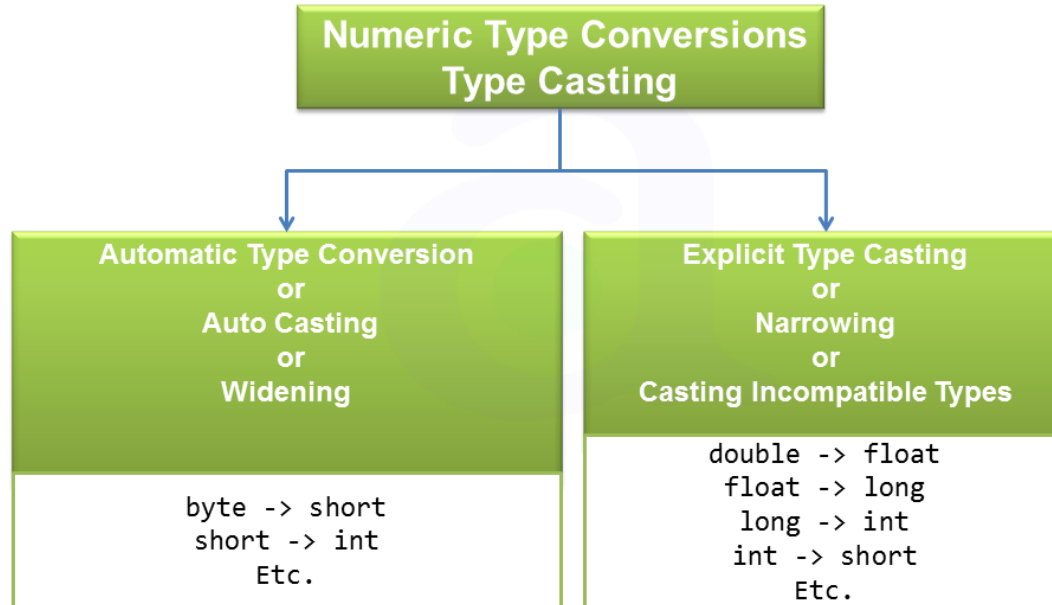 Numeric Type Conversions
Type Casting
Automatic Type Conversion
or
Auto Casting
or
Widening
byte -> short
short -> int
Etc.
Explicit Type Casting
or
Narrowing
or
Casting Incompatible Types
double -> float
float -> long
long -> int
int -> short
Etc.